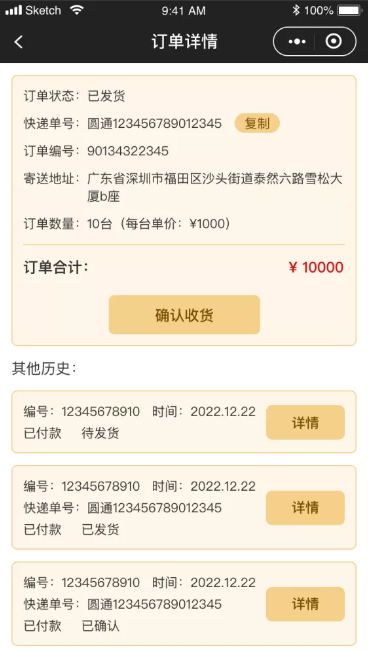 Sketch 9:41 AM 100%
订单详情
订单状态：已发货
快递单号：圆通123456789012345 复制
订单编号：90134322345
寄送地址：广东省深圳市福田区沙头街道泰然六路雪松大
厦b座
订单数量：10台（每台单价：¥1000）
订单合计： ¥ 10000
确认收货
其他历史：
编号：12345678910 时间：2022.12.22
已付款 待发货
详情
编号：12345678910 时间：2022.12.22
快递单号：圆通123456789012345
已付款 已发货
详情
编号：12345678910 时间：2022.12.22
快递单号：圆通123456789012345
已付款 已确认
详情